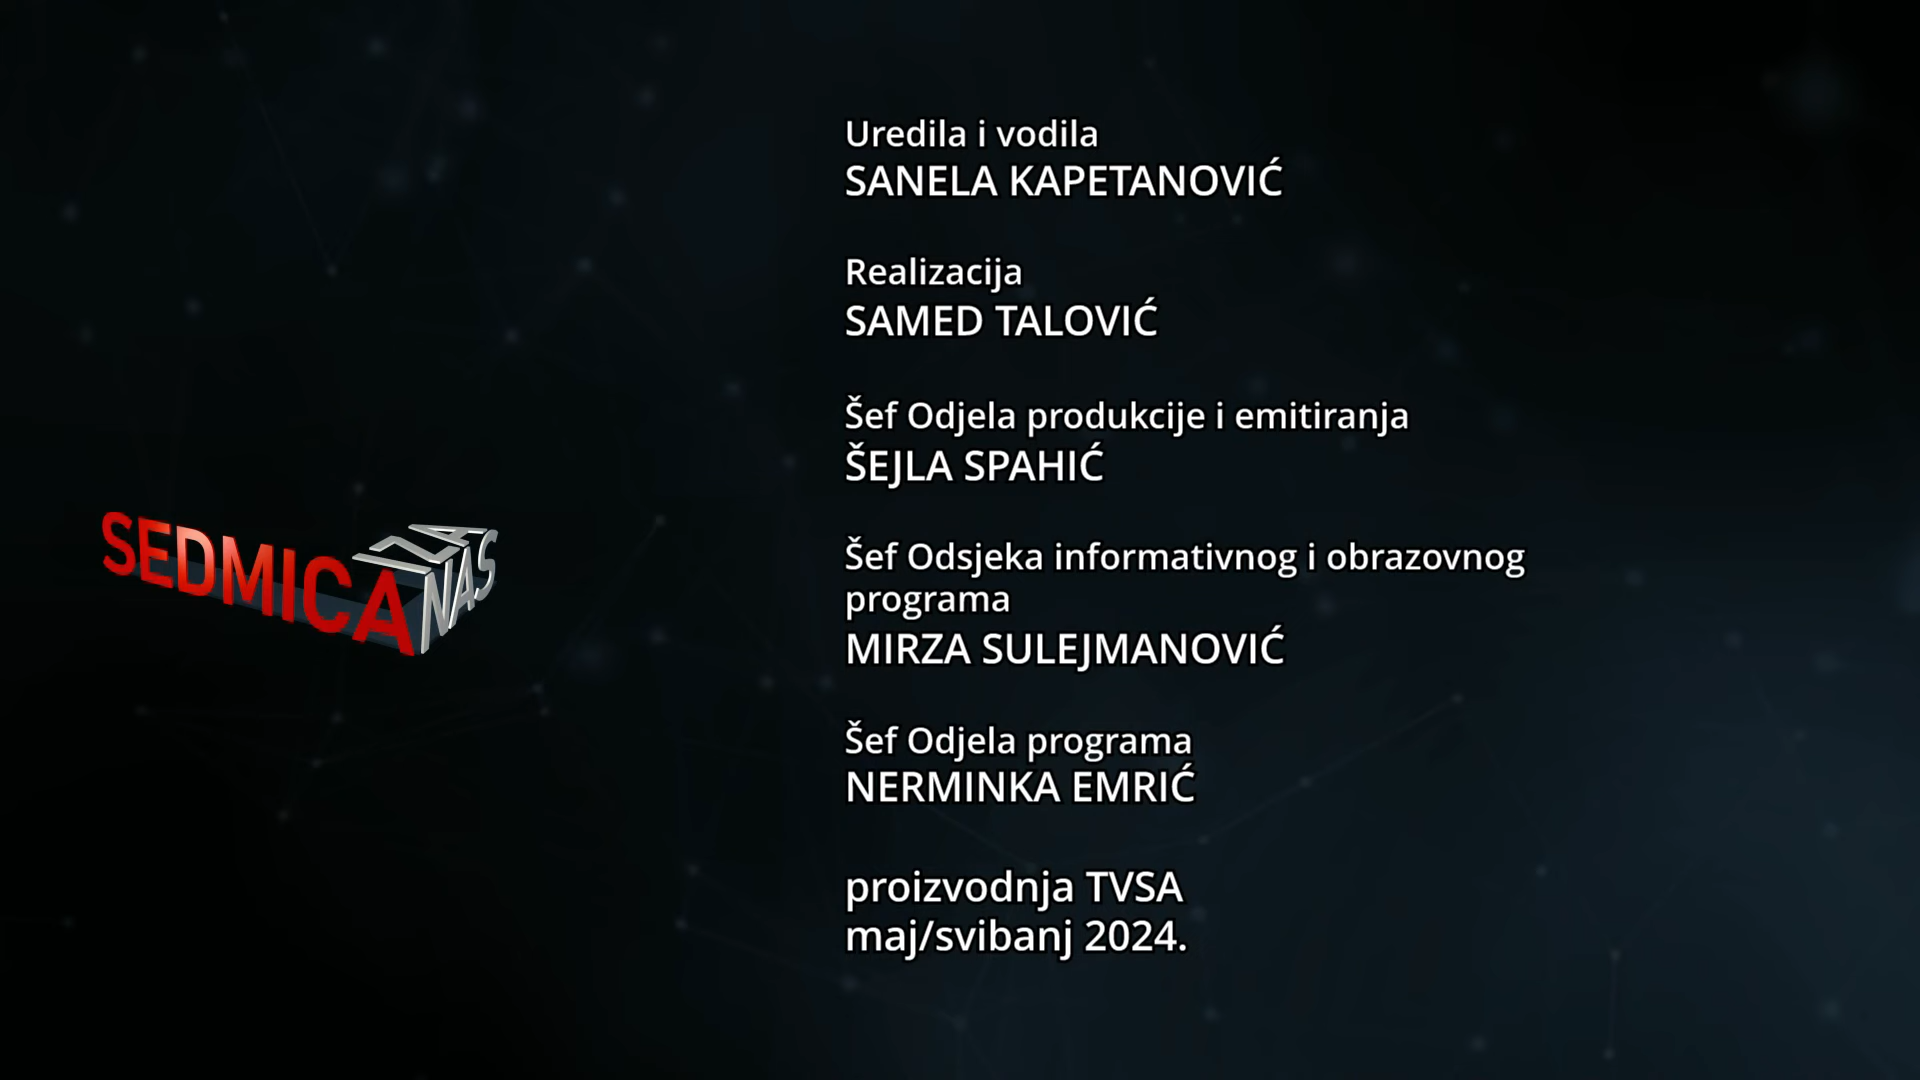 Uredila i vodila
SANELA KAPETANOVIĆ
Realizacija
SAMED TALOVIĆ
Šef Odjela produkcije i emitiranja
ŠEJLA SPAHIĆ
Šef Odsjeka informativnog i obrazovnog
programa
MIRZA SULEJMANOVIĆ
Šef Odjela programa
NERMINKA EMRIĆ
proizvodnja TVSA
maj/svibanj 2024.
SEDMICA
IZA
NAS